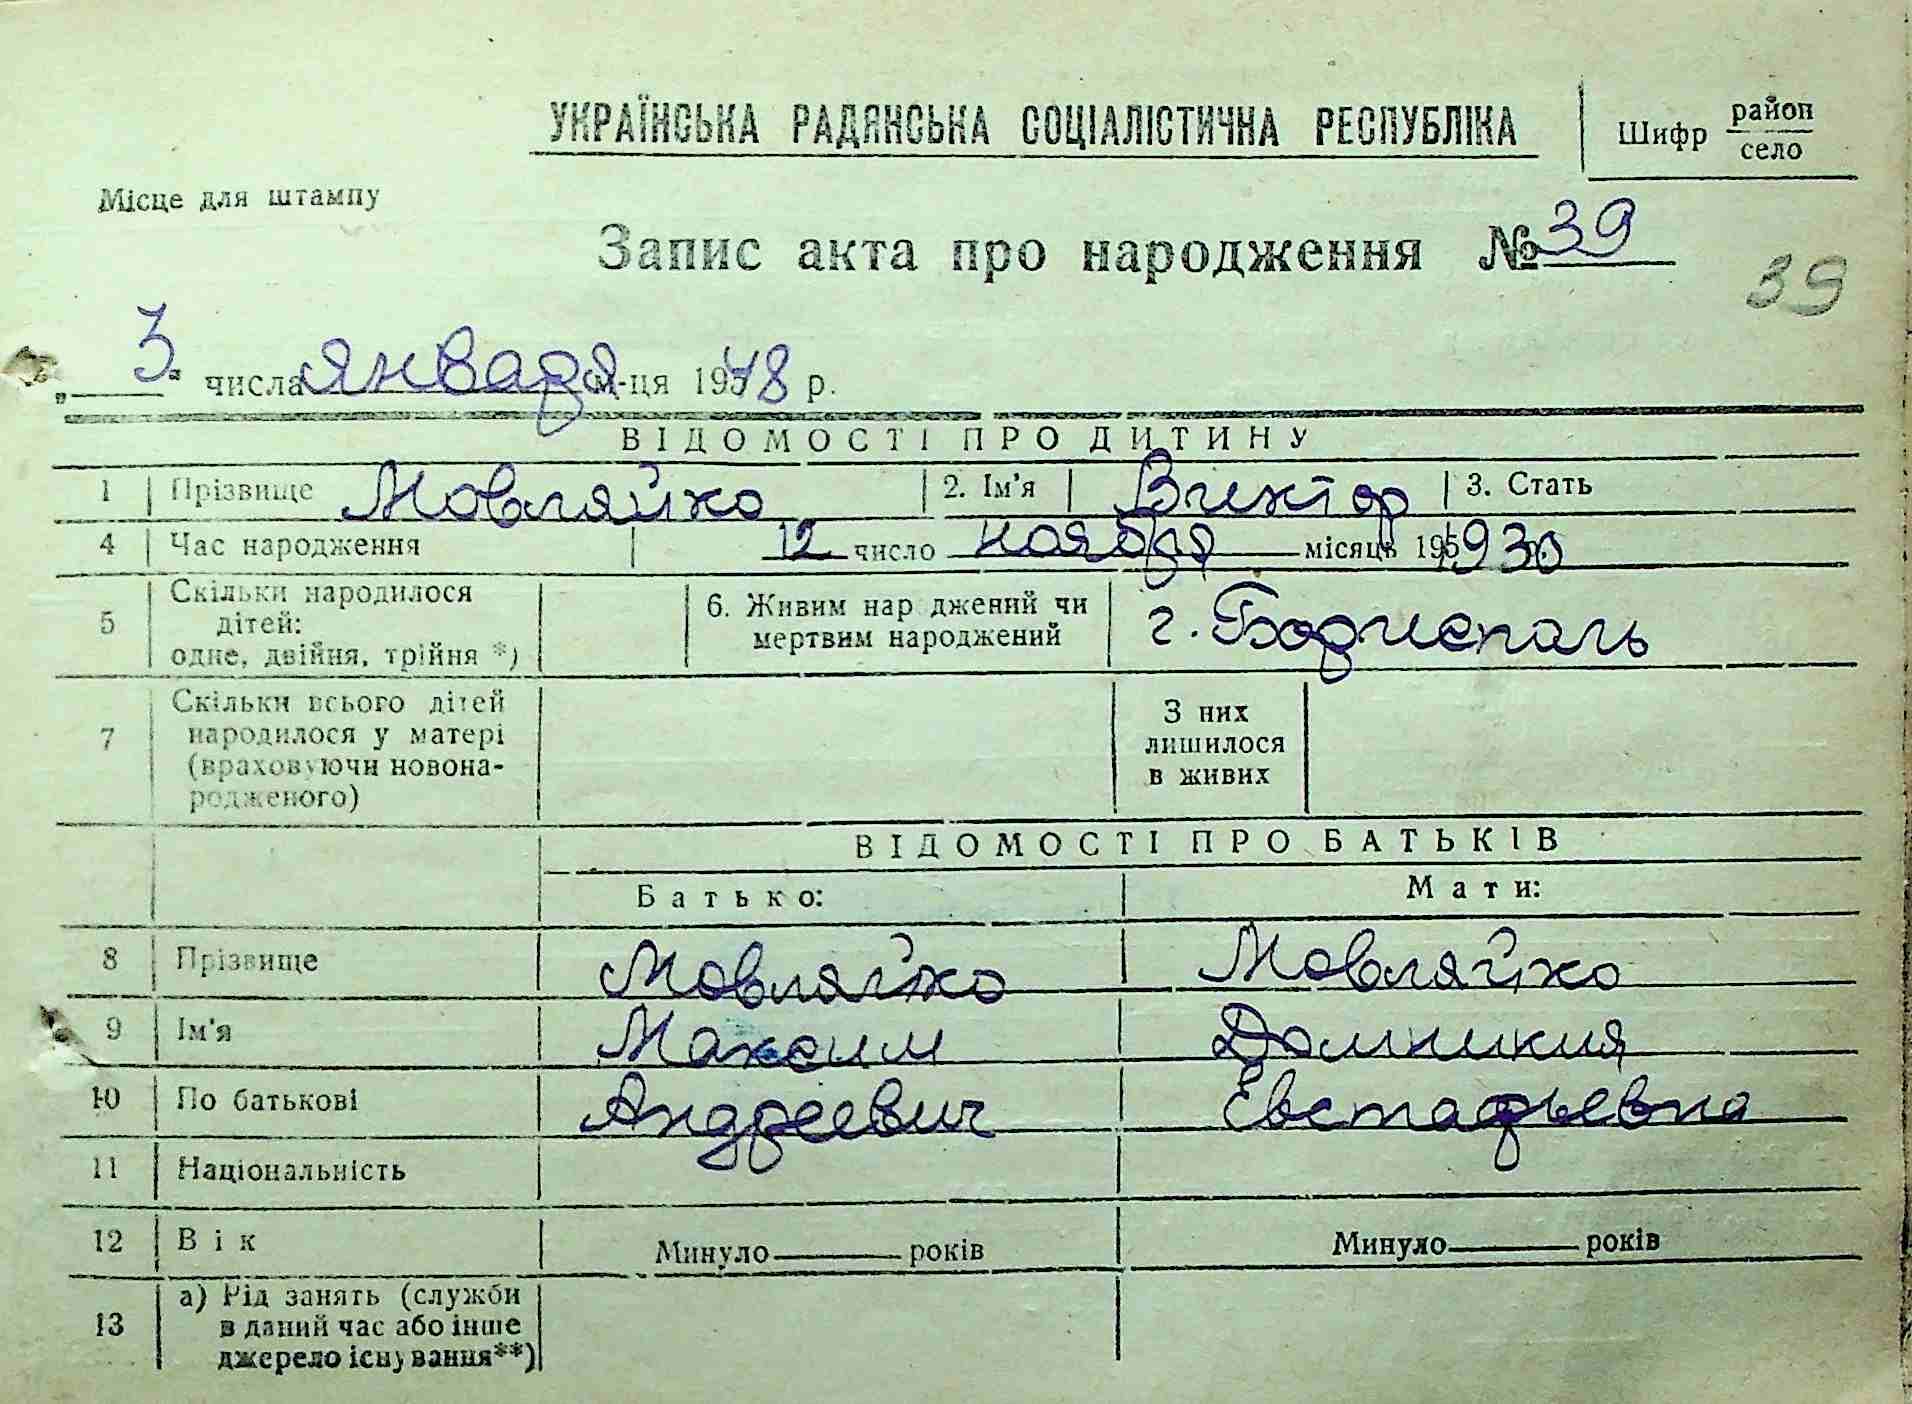 УКРАЇНСЬКА РАДЯНСЬКА СОЦІАЛІСТИЧНА РЕСПУБЛІКА
Шифр район село
Місце для штампу
Запис акта про народження № 39
39
„ 3 " числа января м-ця 1948 р.
ВІДОМОСТІ ПРО ДИТИНУ
1 Прізвище Мовляйко 2. Ім'я Виктор 3. Стать
4 Час народження 12 число ноября місяць 195 1930
5 Скільки народилося дітей: одне, двійня, трійня *) 6. Живим нар джений чи мертвим народжений г. Борисполь
7 Скільки всього дітей народилося у матері (враховуючи новонародженого) З них лишилося в живих
ВІДОМОСТІ ПРО БАТЬКІВ
Батько: Мати:
8 Прізвище Мовляйко Мовляйко
9 Ім'я Максим Домникия
10 По батькові Андреевич Евстафьевна
11 Національність
12 Вік Минуло років Минуло років
13 а) Рід занять (служби в даний час або інше джерело існування**)